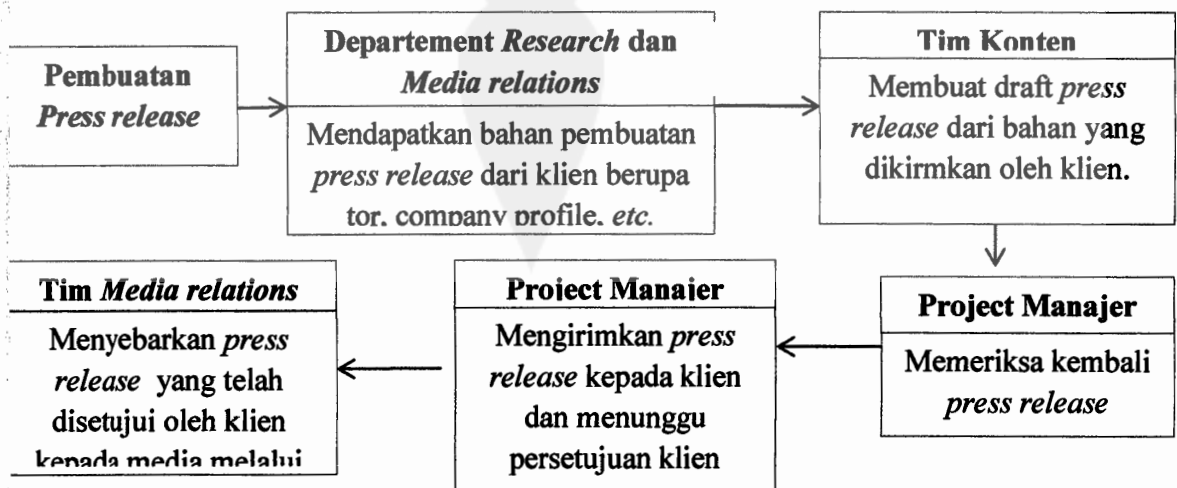 Pembuatan
Press release
Departement Research dan
Media relations
Mendapatkan bahan pembuatan
press release dari klien berupa
tor, company profile, etc.
Tim Konten
Membuat draft press
release dari bahan yang
dikirmkan oleh klien.
Project Manajer
Memeriksa kembali
press release
Project Manajer
Mengirimkan press
release kepada klien
dan menunggu
persetujuan klien
Tim Media relations
Menyebarkan press
release yang telah
disetujui oleh klien
kepada media melalui